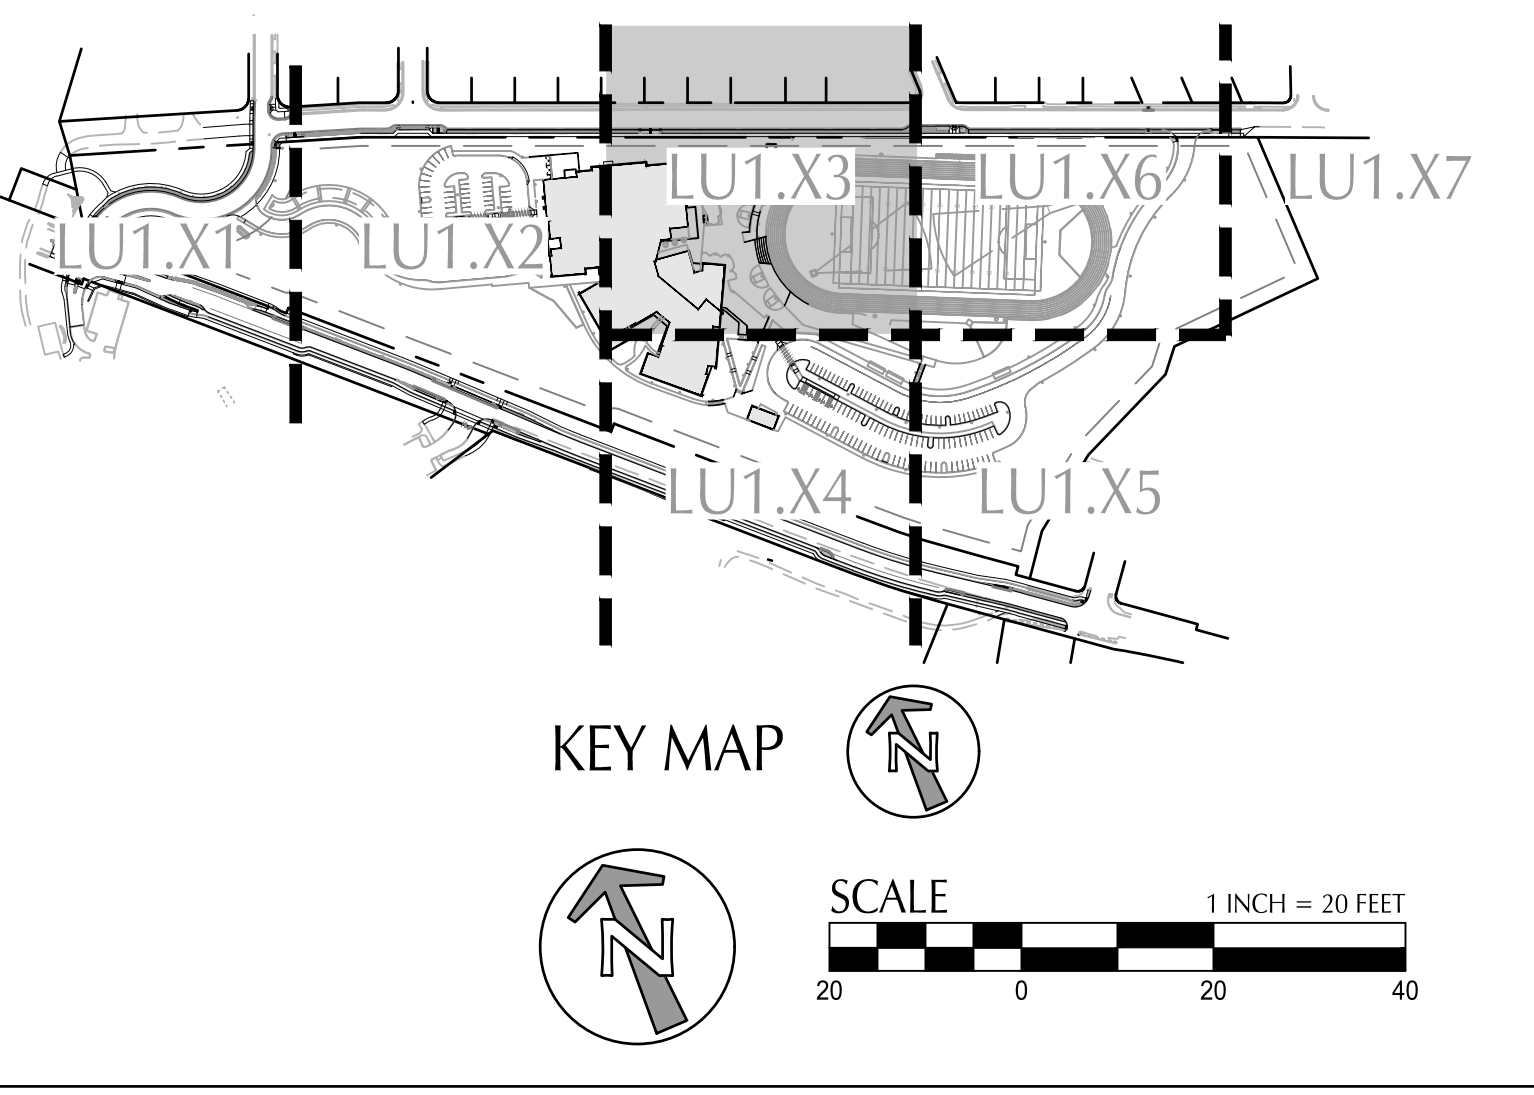 LU1.X3
LU1.X6
LU1.X7
LU1.X1
LU1.X2
LU1.X4
LU1.X5
KEY MAP
N
N
SCALE
1 INCH = 20 FEET
20 0 20 40